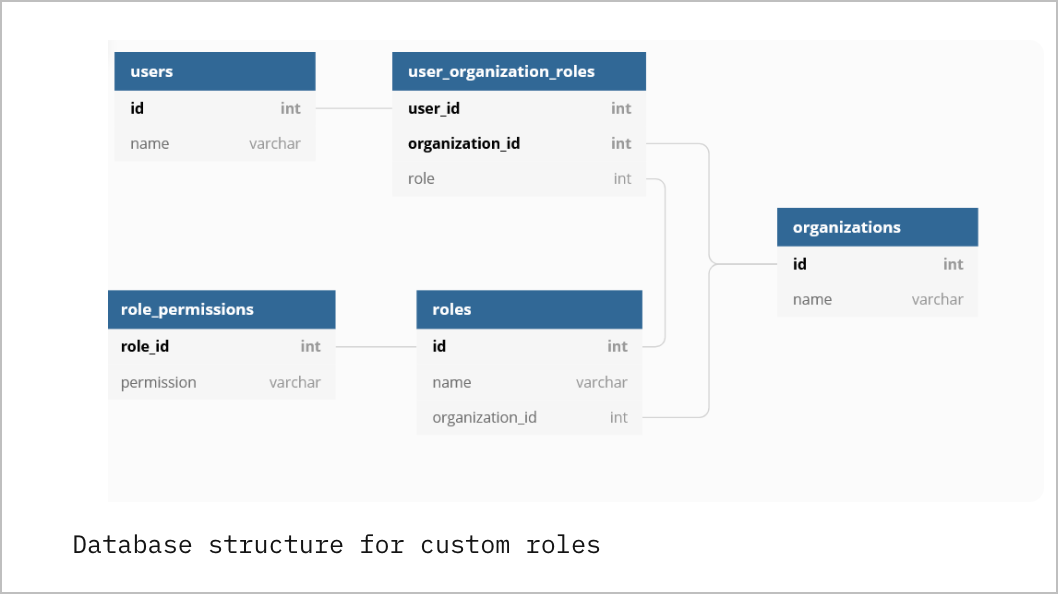 users
id int
name varchar
user_organization_roles
user_id int
organization_id int
role int
organizations
id int
name varchar
role_permissions
role_id int
permission varchar
roles
id int
name varchar
organization_id int
Database structure for custom roles